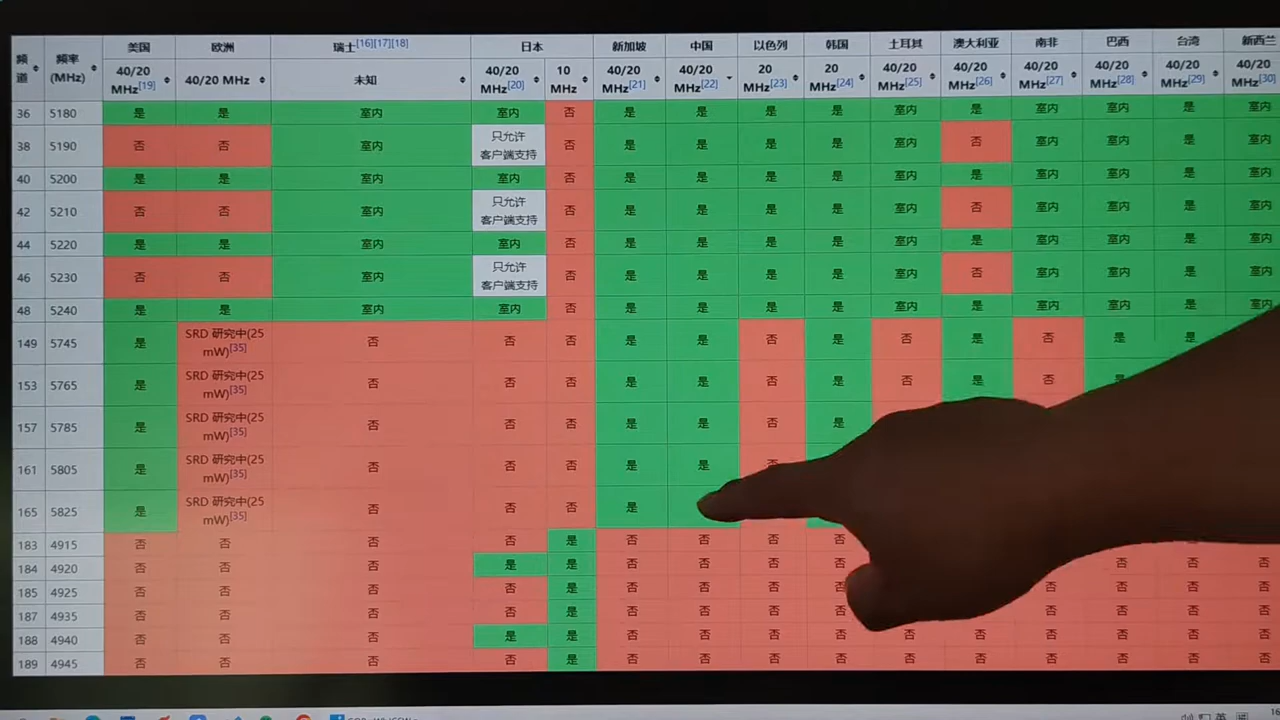 频道 频率(MHz) 美国 欧洲 瑞士[16][17][18] 日本 新加坡 中国 以色列 韩国 土耳其 澳大利亚 南非 巴西 台湾 新西兰
40/20 MHz[19] 40/20 MHz 未知 40/20 MHz[20] 10 MHz 40/20 MHz[21] 40/20 MHz[22] 20 MHz[23] 20 MHz[24] 40/20 MHz[25] 40/20 MHz[26] 40/20 MHz[27] 40/20 MHz[28] 40/20 MHz[29] 40/20 MHz[30]
36 5180 是 是 室内 室内 否 是 是 是 是 室内 是 室内 室内 是 室内
38 5190 否 否 室内 只允许客户端支持 否 是 是 是 是 室内 否 室内 室内 是 室内
40 5200 是 是 室内 室内 否 是 是 是 是 室内 是 室内 室内 是 室内
42 5210 否 否 室内 只允许客户端支持 否 是 是 是 是 室内 否 室内 室内 是 室内
44 5220 是 是 室内 室内 否 是 是 是 是 室内 是 室内 室内 是 室内
46 5230 否 否 室内 只允许客户端支持 否 是 是 是 是 室内 否 室内 室内 是 室内
48 5240 是 是 室内 室内 否 是 是 是 是 室内 是 室内 室内 是 室内
149 5745 是 SRD 研究中(25 mW)[35] 否 否 否 是 是 否 是 否 是 否 是 是
153 5765 是 SRD 研究中(25 mW)[35] 否 否 否 是 是 否 是 否 是 否
157 5785 是 SRD 研究中(25 mW)[35] 否 否 否 是 是 否 是
161 5805 是 SRD 研究中(25 mW)[35] 否 否 否 是 是 否
165 5825 是 SRD 研究中(25 mW)[35] 否 否 否 是
183 4915 否 否 否 否 是 否 否 否 否
184 4920 否 否 否 是 是 否 否 否 否 否 否 否
185 4925 否 否 否 否 是 否 否 否 否 否 否 否 否
187 4935 否 否 否 否 是 否 否 否 否 否 否 否
188 4940 否 否 否 是 是 否 否 否 否 否 否 否 否 否 否
189 4945 否 否 否 否 是 否 否 否 否 否 否 否 否 否 否
英